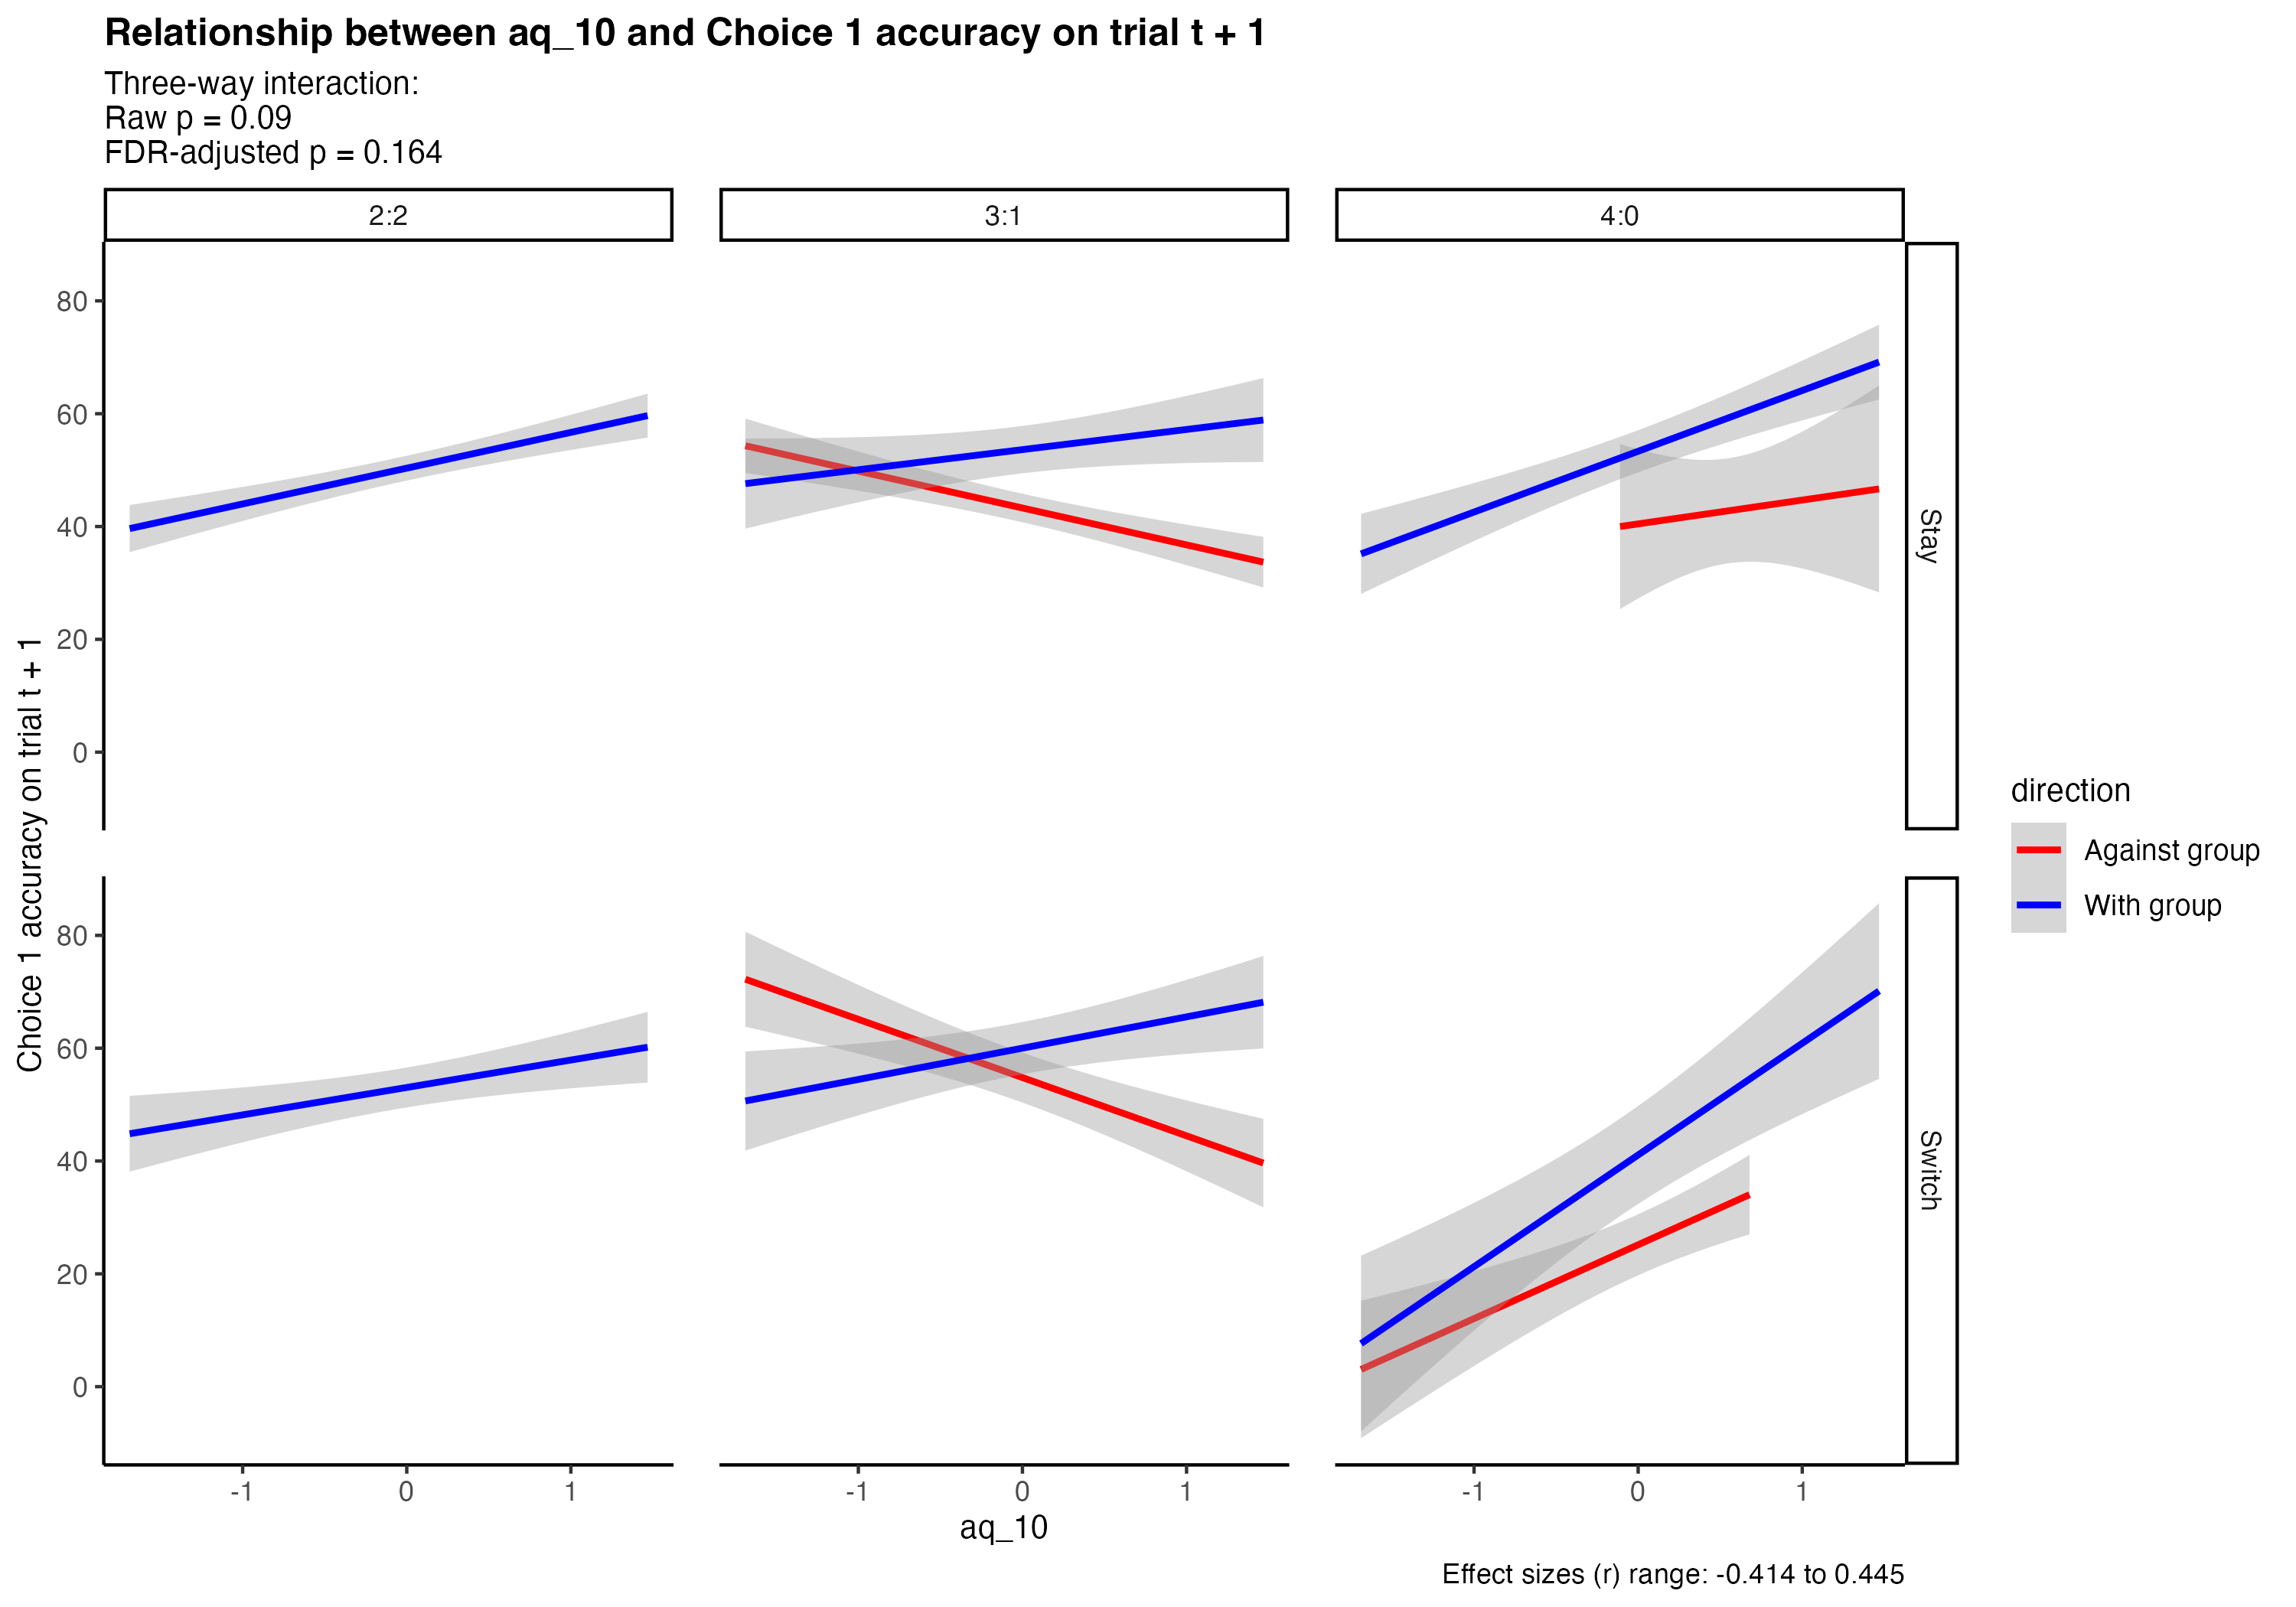 Relationship between aq_10 and Choice 1 accuracy on trial t + 1
Three-way interaction:
Raw p = 0.09
FDR-adjusted p = 0.164
2:2
3:1
4:0
80
60
40
20
0
Stay
80
60
40
20
0
Switch
Choice 1 accuracy on trial t + 1
-1
0
1
-1
0
1
-1
0
1
aq_10
direction
Against group
With group
Effect sizes (r) range: -0.414 to 0.445